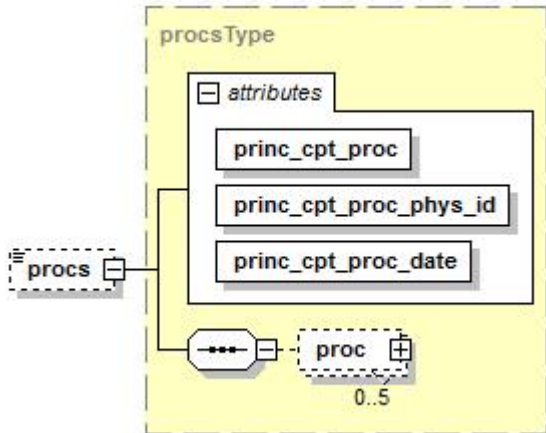 procsType
attributes
princ_cpt_proc
princ_cpt_proc_phys_id
princ_cpt_proc_date
procs
proc
0..5